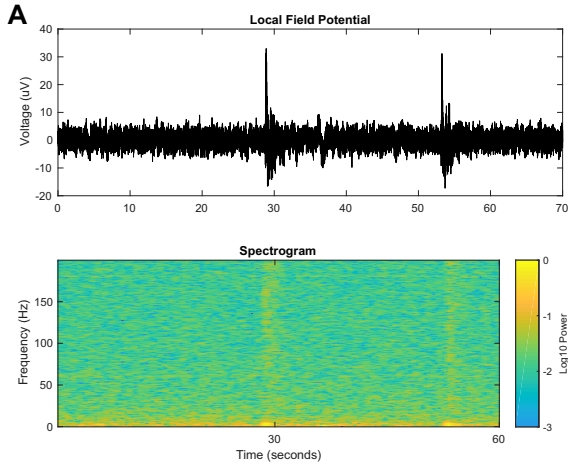 A
Local Field Potential
Voltage (uV)
40
30
20
10
0
-10
-20
0 10 20 30 40 50 60 70
Spectrogram
Frequency (Hz)
150
100
50
0
30 60
Time (seconds)
0
-1
-2
-3
Log10 Power